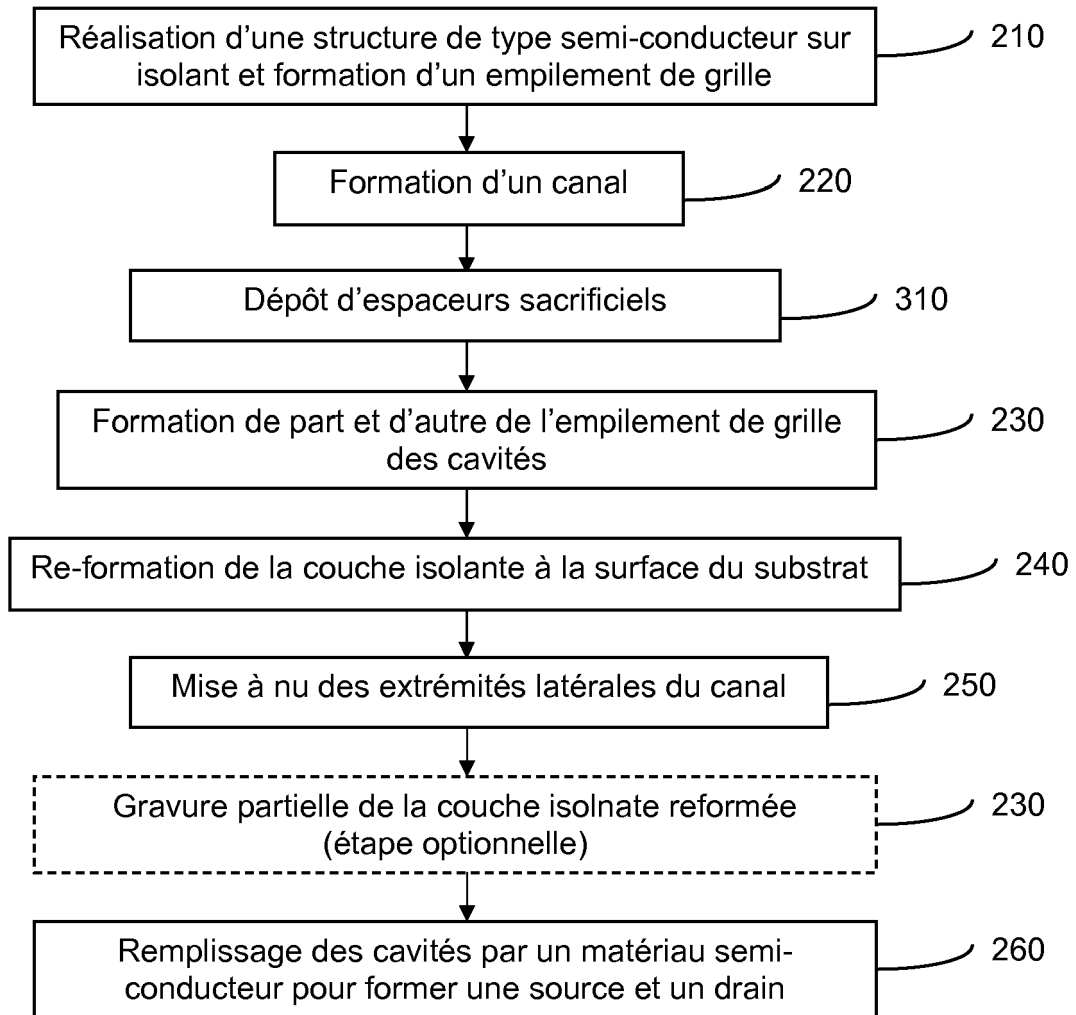 Réalisation d'une structure de type semi-conducteur sur
isolant et formation d'un empilement de grille
210
Formation d'un canal
220
Dépôt d'espaceurs sacrificiels
310
Formation de part et d'autre de l'empilement de grille
des cavités
230
Re-formation de la couche isolante à la surface du substrat
240
Mise à nu des extrémités latérales du canal
250
Gravure partielle de la couche isolnate reformée
(étape optionnelle)
230
Remplissage des cavités par un matériau semi-
conducteur pour former une source et un drain
260